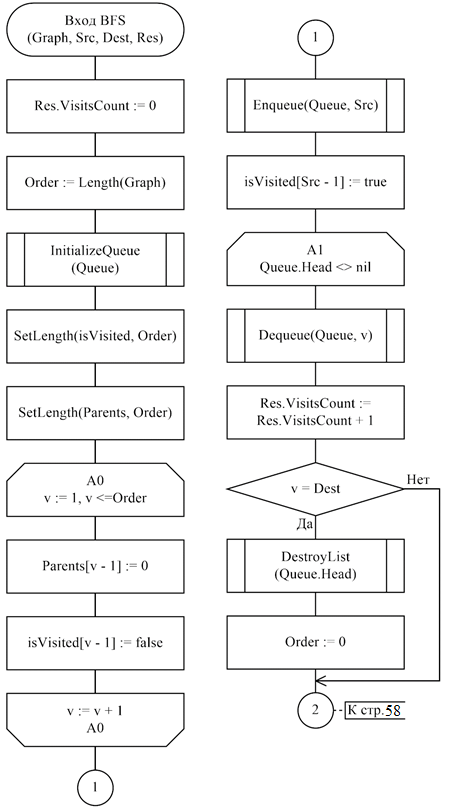 Вход BFS
(Graph, Src, Dest, Res)
Res.VisitsCount := 0
Order := Length(Graph)
InitializeQueue
(Queue)
SetLength(isVisited, Order)
SetLength(Parents, Order)
A0
v := 1, v <=Order
Parents[v - 1] := 0
isVisited[v - 1] := false
v := v + 1
A0
1
1
Enqueue(Queue, Src)
isVisited[Src - 1] := true
A1
Queue.Head <> nil
Dequeue(Queue, v)
Res.VisitsCount :=
Res.VisitsCount + 1
v = Dest
Нет
Да
DestroyList
(Queue.Head)
Order := 0
2
К стр.58